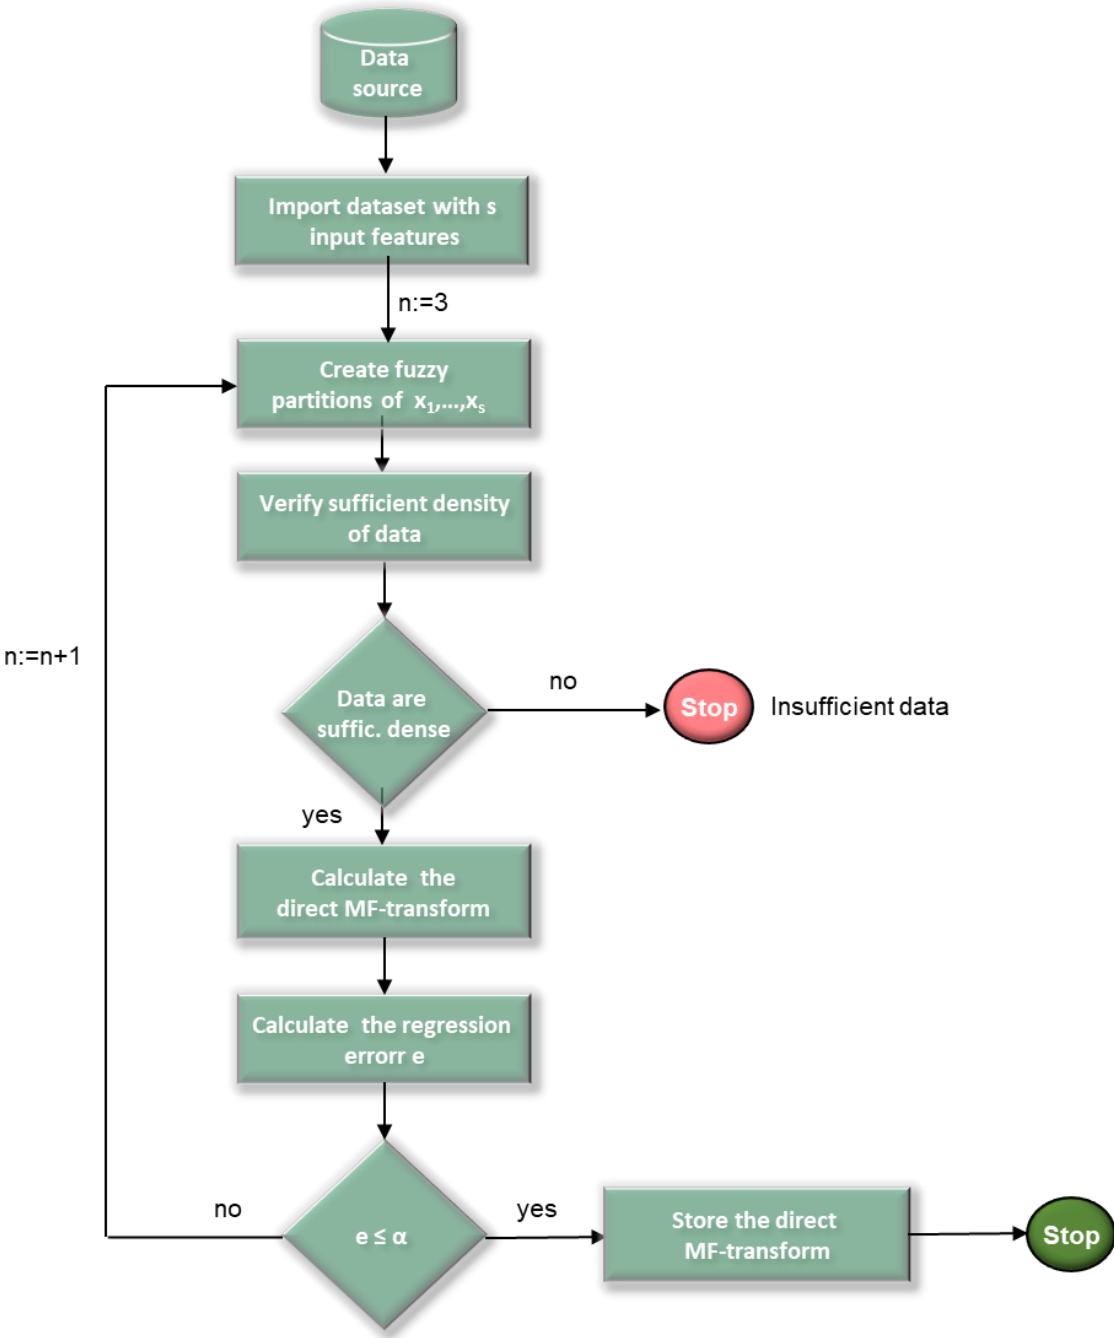 Data
source
Import dataset with s
input features
n:=3
Create fuzzy
partitions of x₁,...,xₛ
Verify sufficient density
of data
n:=n+1
Data are
suffic. dense
no
Stop
Insufficient data
yes
Calculate the
direct MF-transform
Calculate the regression
errorr e
no
e ≤ α
yes
Store the direct
MF-transform
Stop